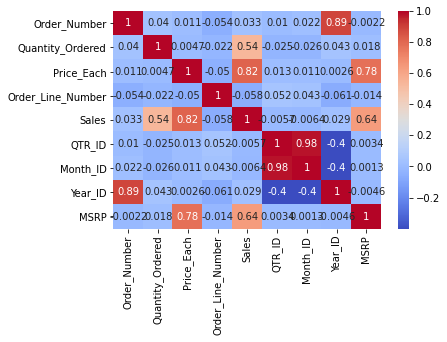 Order_Number 1 0.04 0.011 -0.054 0.033 0.01 0.022 0.89 -0.0022
Quantity_Ordered 0.04 1 0.0047 -0.022 0.54 -0.025 -0.026 0.043 0.018
Price_Each 0.011 0.0047 1 -0.05 0.82 0.013 0.011 0.0026 0.78
Order_Line_Number -0.054 -0.022 -0.05 1 -0.058 0.052 0.043 -0.061 -0.014
Sales 0.033 0.54 0.82 -0.058 1 -0.0057 -0.0064 0.029 0.64
QTR_ID 0.01 -0.025 0.013 0.052 -0.0057 1 0.98 -0.4 0.0034
Month_ID 0.022 -0.026 0.011 0.043 -0.0064 0.98 1 -0.4 0.0013
Year_ID 0.89 0.043 0.0026 -0.061 0.029 -0.4 -0.4 1 -0.0046
MSRP -0.0022 0.018 0.78 -0.014 0.64 0.0034 0.0013 -0.0046 1
Order_Number
Quantity_Ordered
Price_Each
Order_Line_Number
Sales
QTR_ID
Month_ID
Year_ID
MSRP
1.0
0.8
0.6
0.4
0.2
0.0
−0.2